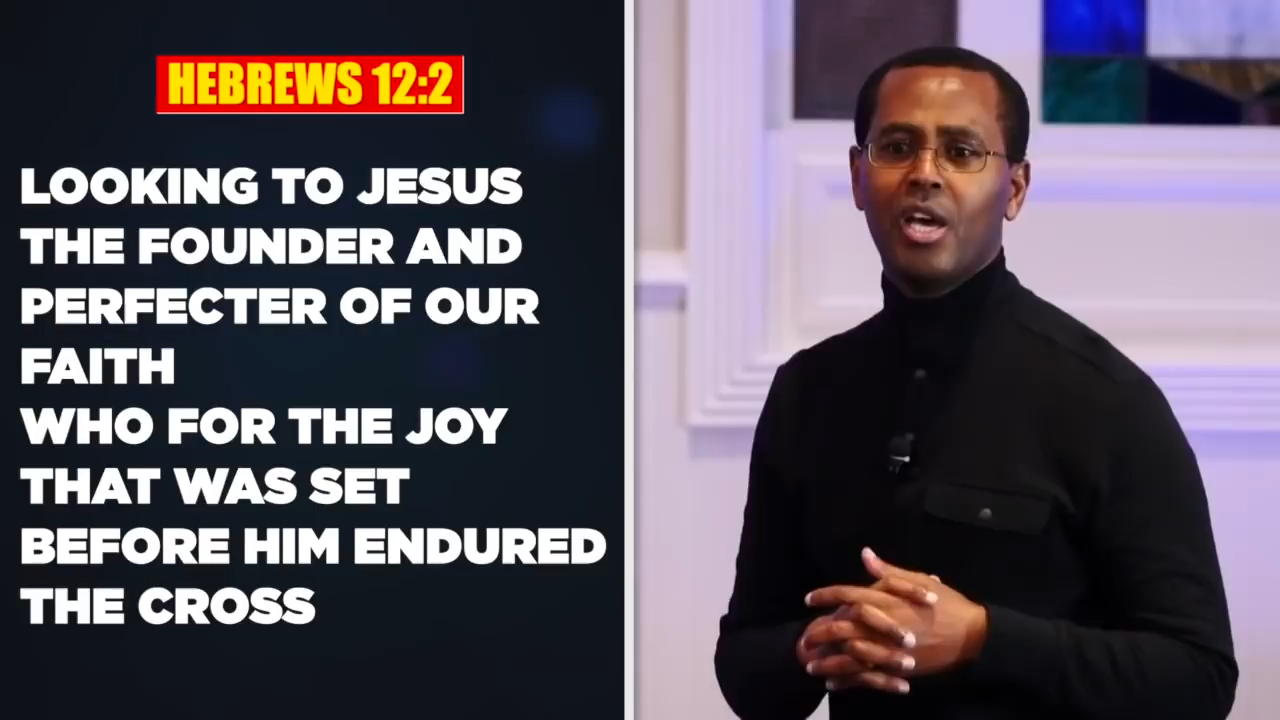 HEBREWS 12:2
LOOKING TO JESUS
THE FOUNDER AND
PERFECTER OF OUR
FAITH
WHO FOR THE JOY
THAT WAS SET
BEFORE HIM ENDURED
THE CROSS